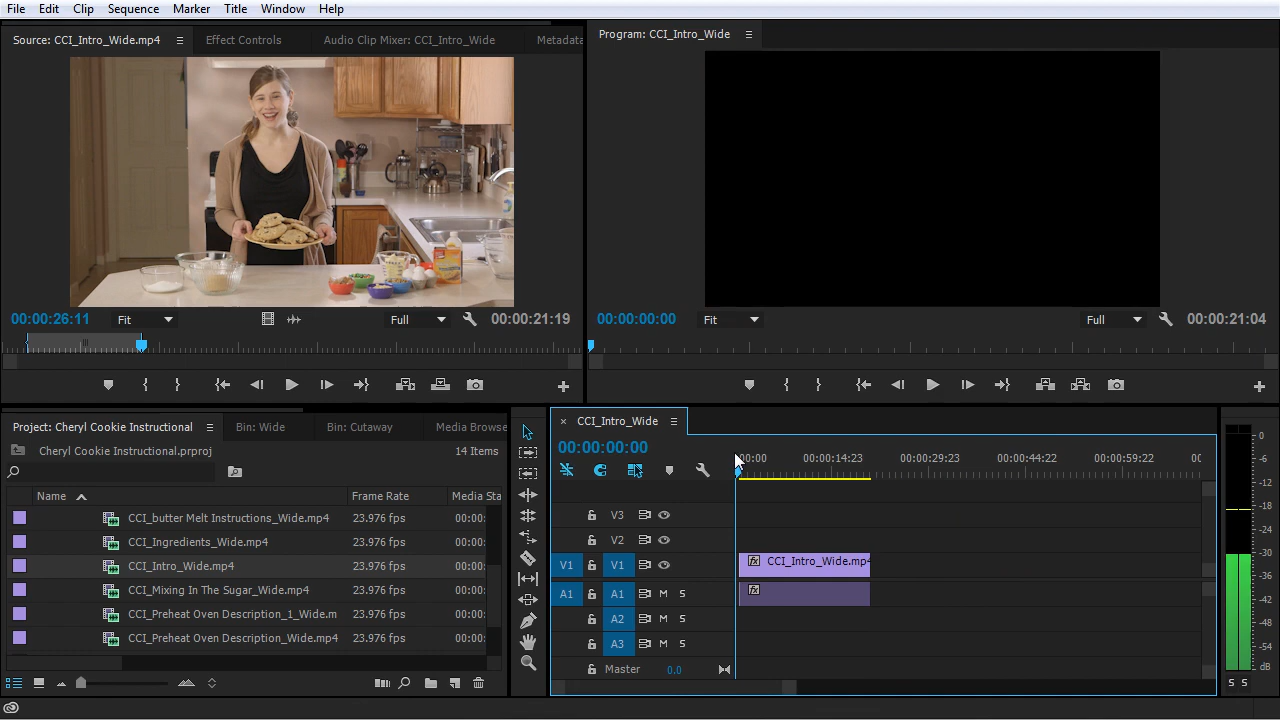 File Edit Clip Sequence Marker Title Window Help
Source: CCI_Intro_Wide.mp4 Effect Controls Audio Clip Mixer: CCI_Intro_Wide Metadata
Program: CCI_Intro_Wide
00:00:26:11 Fit Full 00:00:21:19
00:00:00:00 Fit Full 00:00:21:04
Project: Cheryl Cookie Instructional Bin: Wide Bin: Cutaway Media Browse
Cheryl Cookie Instructional.prproj 14 Items
Name Frame Rate Media Sta
CCI_butter Melt Instructions_Wide.mp4 23.976 fps 00:00:
CCI_Ingredients_Wide.mp4 23.976 fps 00:00:
CCI_Intro_Wide.mp4 23.976 fps 00:00:
CCI_Mixing In The Sugar_Wide.mp4 23.976 fps 00:00:
CCI_Preheat Oven Description_1_Wide.m 23.976 fps 00:00:
CCI_Preheat Oven Description_Wide.mp4 23.976 fps 00:00:
CCI_Intro_Wide
00:00:00:00
:00:00 00:00:14:23 00:00:29:23 00:00:44:22 00:00:59:22 00
V3
V2
V1 V1 fx CCI_Intro_Wide.mp4
A1 A1 M S fx
A2 M S
A3 M S
Master 0.0
0
-6
-12
-18
-24
-30
-36
-42
-48
-54
dB
S S